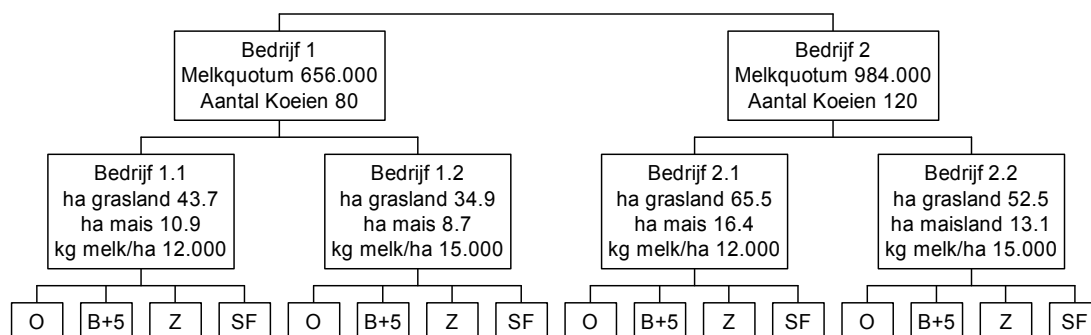 Bedrijf 1
Melkquotum 656.000
Aantal Koeien 80
Bedrijf 2
Melkquotum 984.000
Aantal Koeien 120
Bedrijf 1.1
ha grasland 43.7
ha mais 10.9
kg melk/ha 12.000
Bedrijf 1.2
ha grasland 34.9
ha mais 8.7
kg melk/ha 15.000
Bedrijf 2.1
ha grasland 65.5
ha mais 16.4
kg melk/ha 12.000
Bedrijf 2.2
ha grasland 52.5
ha maisland 13.1
kg melk/ha 15.000
O B+5 Z SF O B+5 Z SF O B+5 Z SF O B+5 Z SF